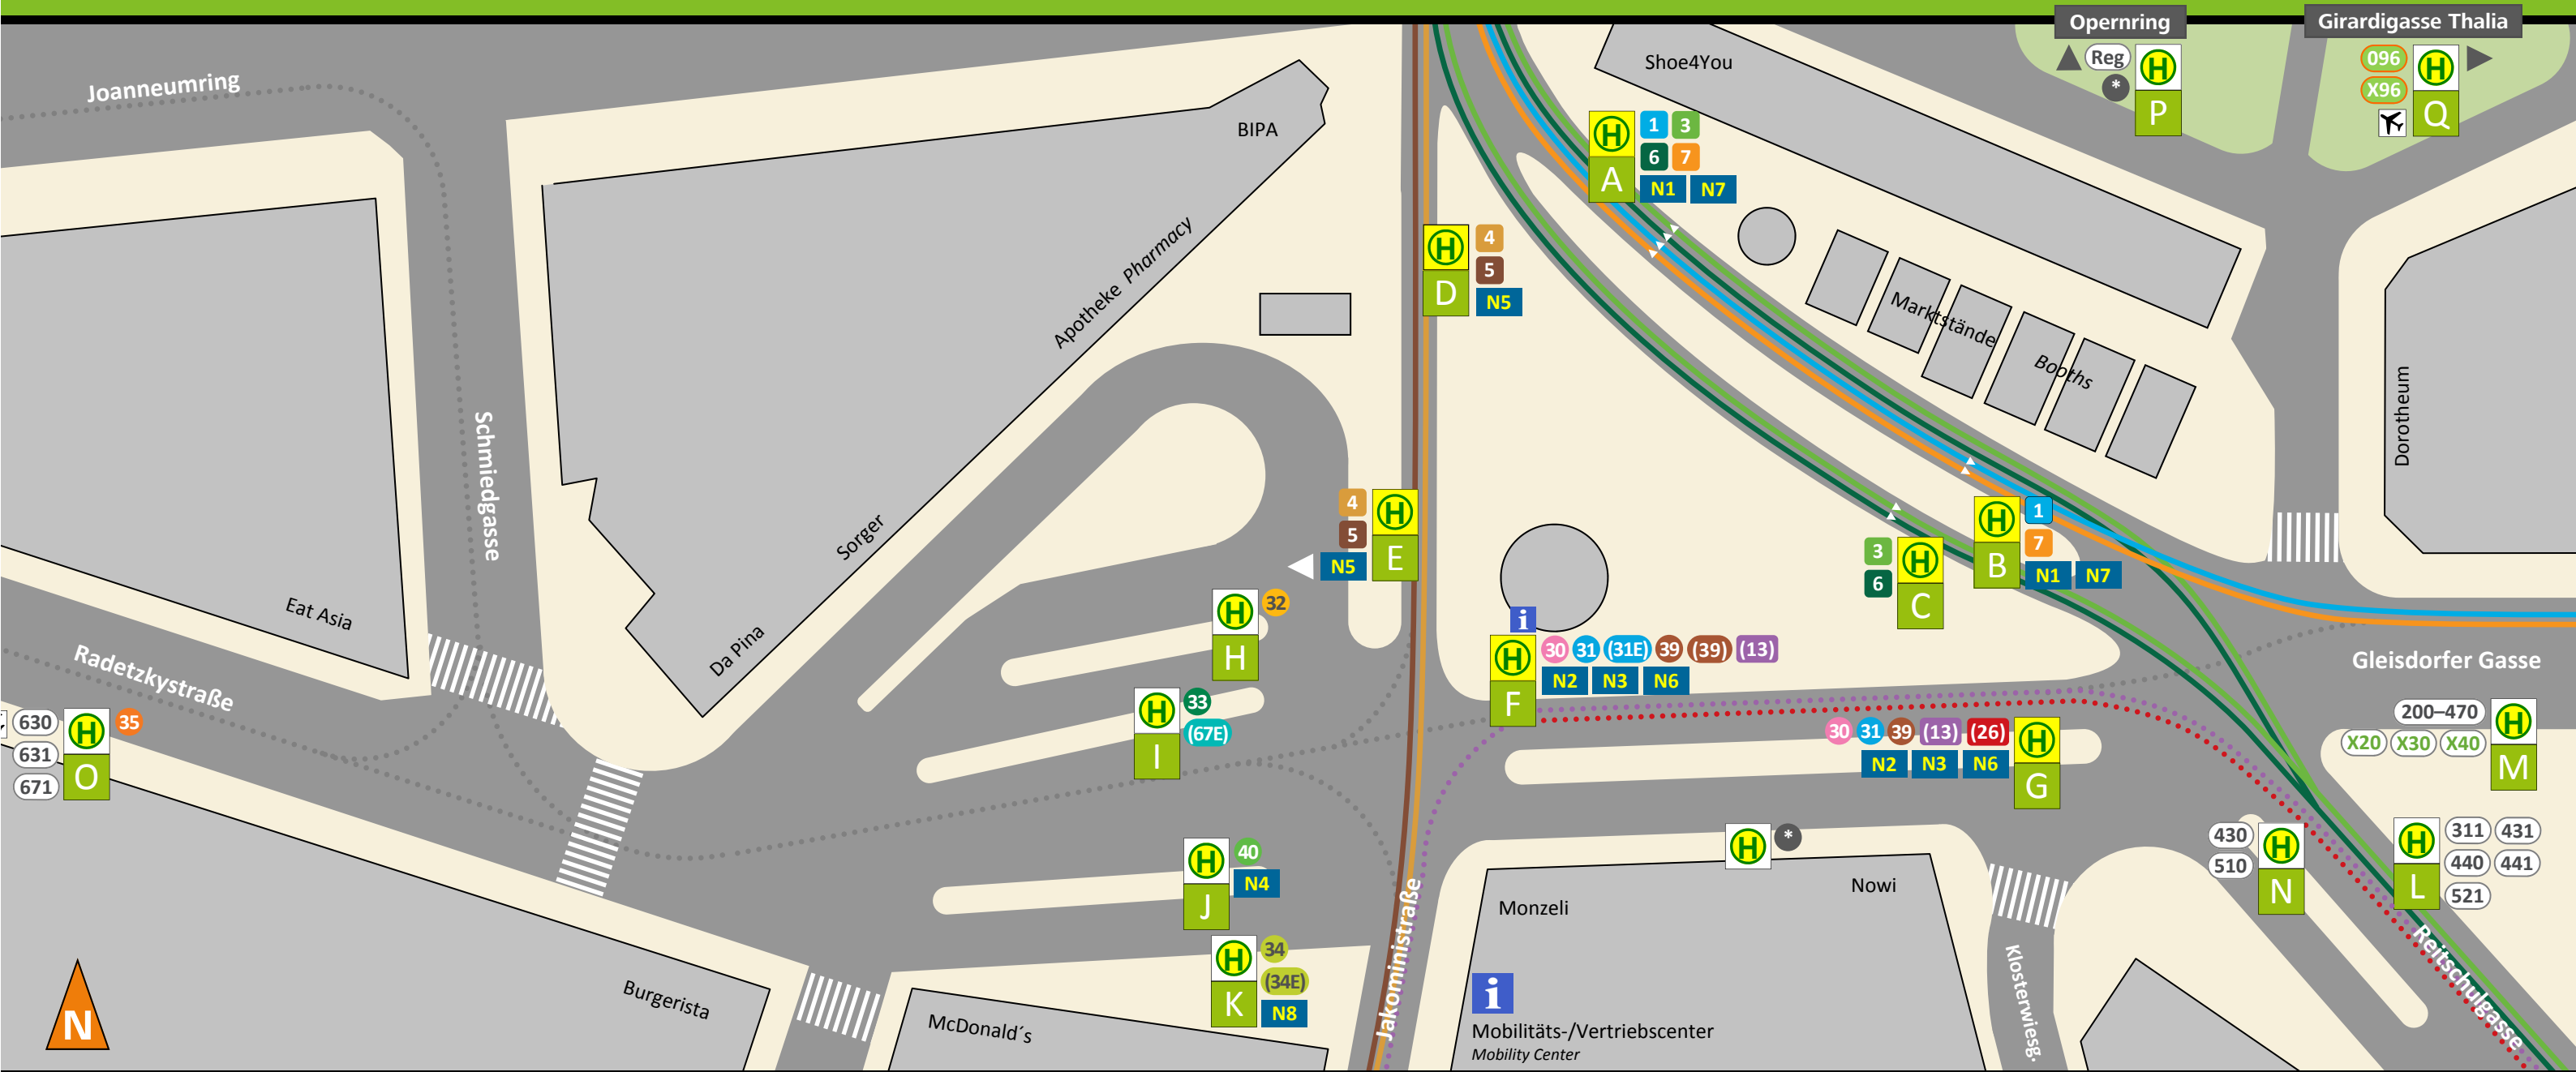 Opernring
Girardigasse Thalia
Reg
H
*
P
096
H
X96
Q
Joanneumring
Shoe4You
BIPA
H
1 3
6 7
A
N1 N7
Apotheke Pharmacy
H
4
5
D
N5
Marktstände
Booths
Dorotheum
Schmiedgasse
Sorger
Da Pina
4
H
5
N5
E
H
1
7
B
N1 N7
3
H
6
C
Eat Asia
H
32
H
i
H
30 31 (31E) 39 (39) (13)
N2 N3 N6
F
Gleisdorfer Gasse
Radetzkystraße
630
H
35
631
O
671
H
33
(67E)
I
30 31 39 (13) (26)
H
N2 N3 N6
G
200–470
H
X20 X30 X40
M
H
40
N4
J
H
*
Nowi
Monzeli
430
H
510
N
H
311 431
440 441
L
521
H
34
(34E)
K
N8
Jakoministraße
Klosterwiesg.
Reitschulgasse
Burgerista
McDonald´s
i
Mobilitäts-/Vertriebscenter
Mobility Center
N